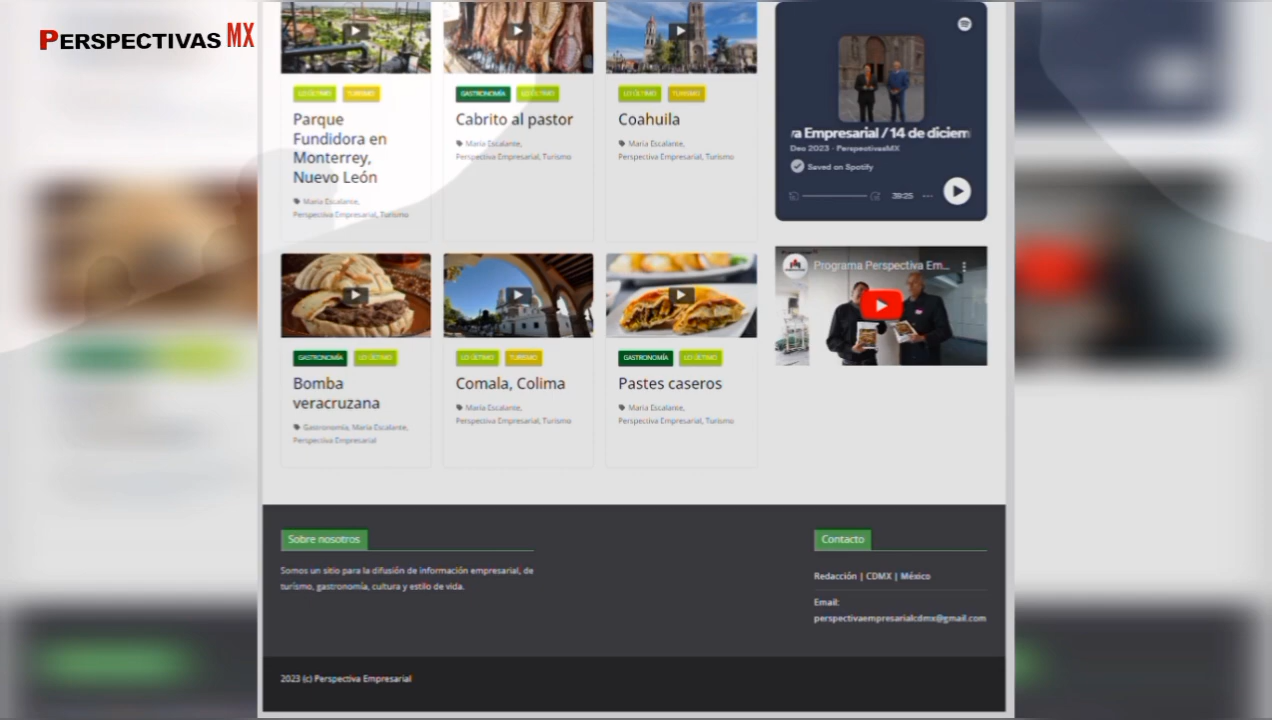 PERSPECTIVAS MX
LO ÚLTIMO
TURISMO
Parque
Fundidora en
Monterrey,
Nuevo León
María Escalante,
Perspectiva Empresarial, Turismo
GASTRONOMÍA
LO ÚLTIMO
Cabrito al pastor
María Escalante,
Perspectiva Empresarial, Turismo
LO ÚLTIMO
TURISMO
Coahuila
María Escalante,
Perspectiva Empresarial, Turismo
GASTRONOMÍA
LO ÚLTIMO
Bomba
veracruzana
Gastronomía, María Escalante,
Perspectiva Empresarial
LO ÚLTIMO
TURISMO
Comala, Colima
María Escalante,
Perspectiva Empresarial, Turismo
GASTRONOMÍA
LO ÚLTIMO
Pastes caseros
María Escalante,
Perspectiva Empresarial, Turismo
va Empresarial / 14 de diciem
Dec 2023 · PerspectivasMX
Saved on Spotify
39:25
Programa Perspectiva Em...
Sobre nosotros
Somos un sitio para la difusión de información empresarial, de
turismo, gastronomía, cultura y estilo de vida.
Contacto
Redacción | CDMX | México
Email:
perspectivaempresarialcdmx@gmail.com
2023 (c) Perspectiva Empresarial